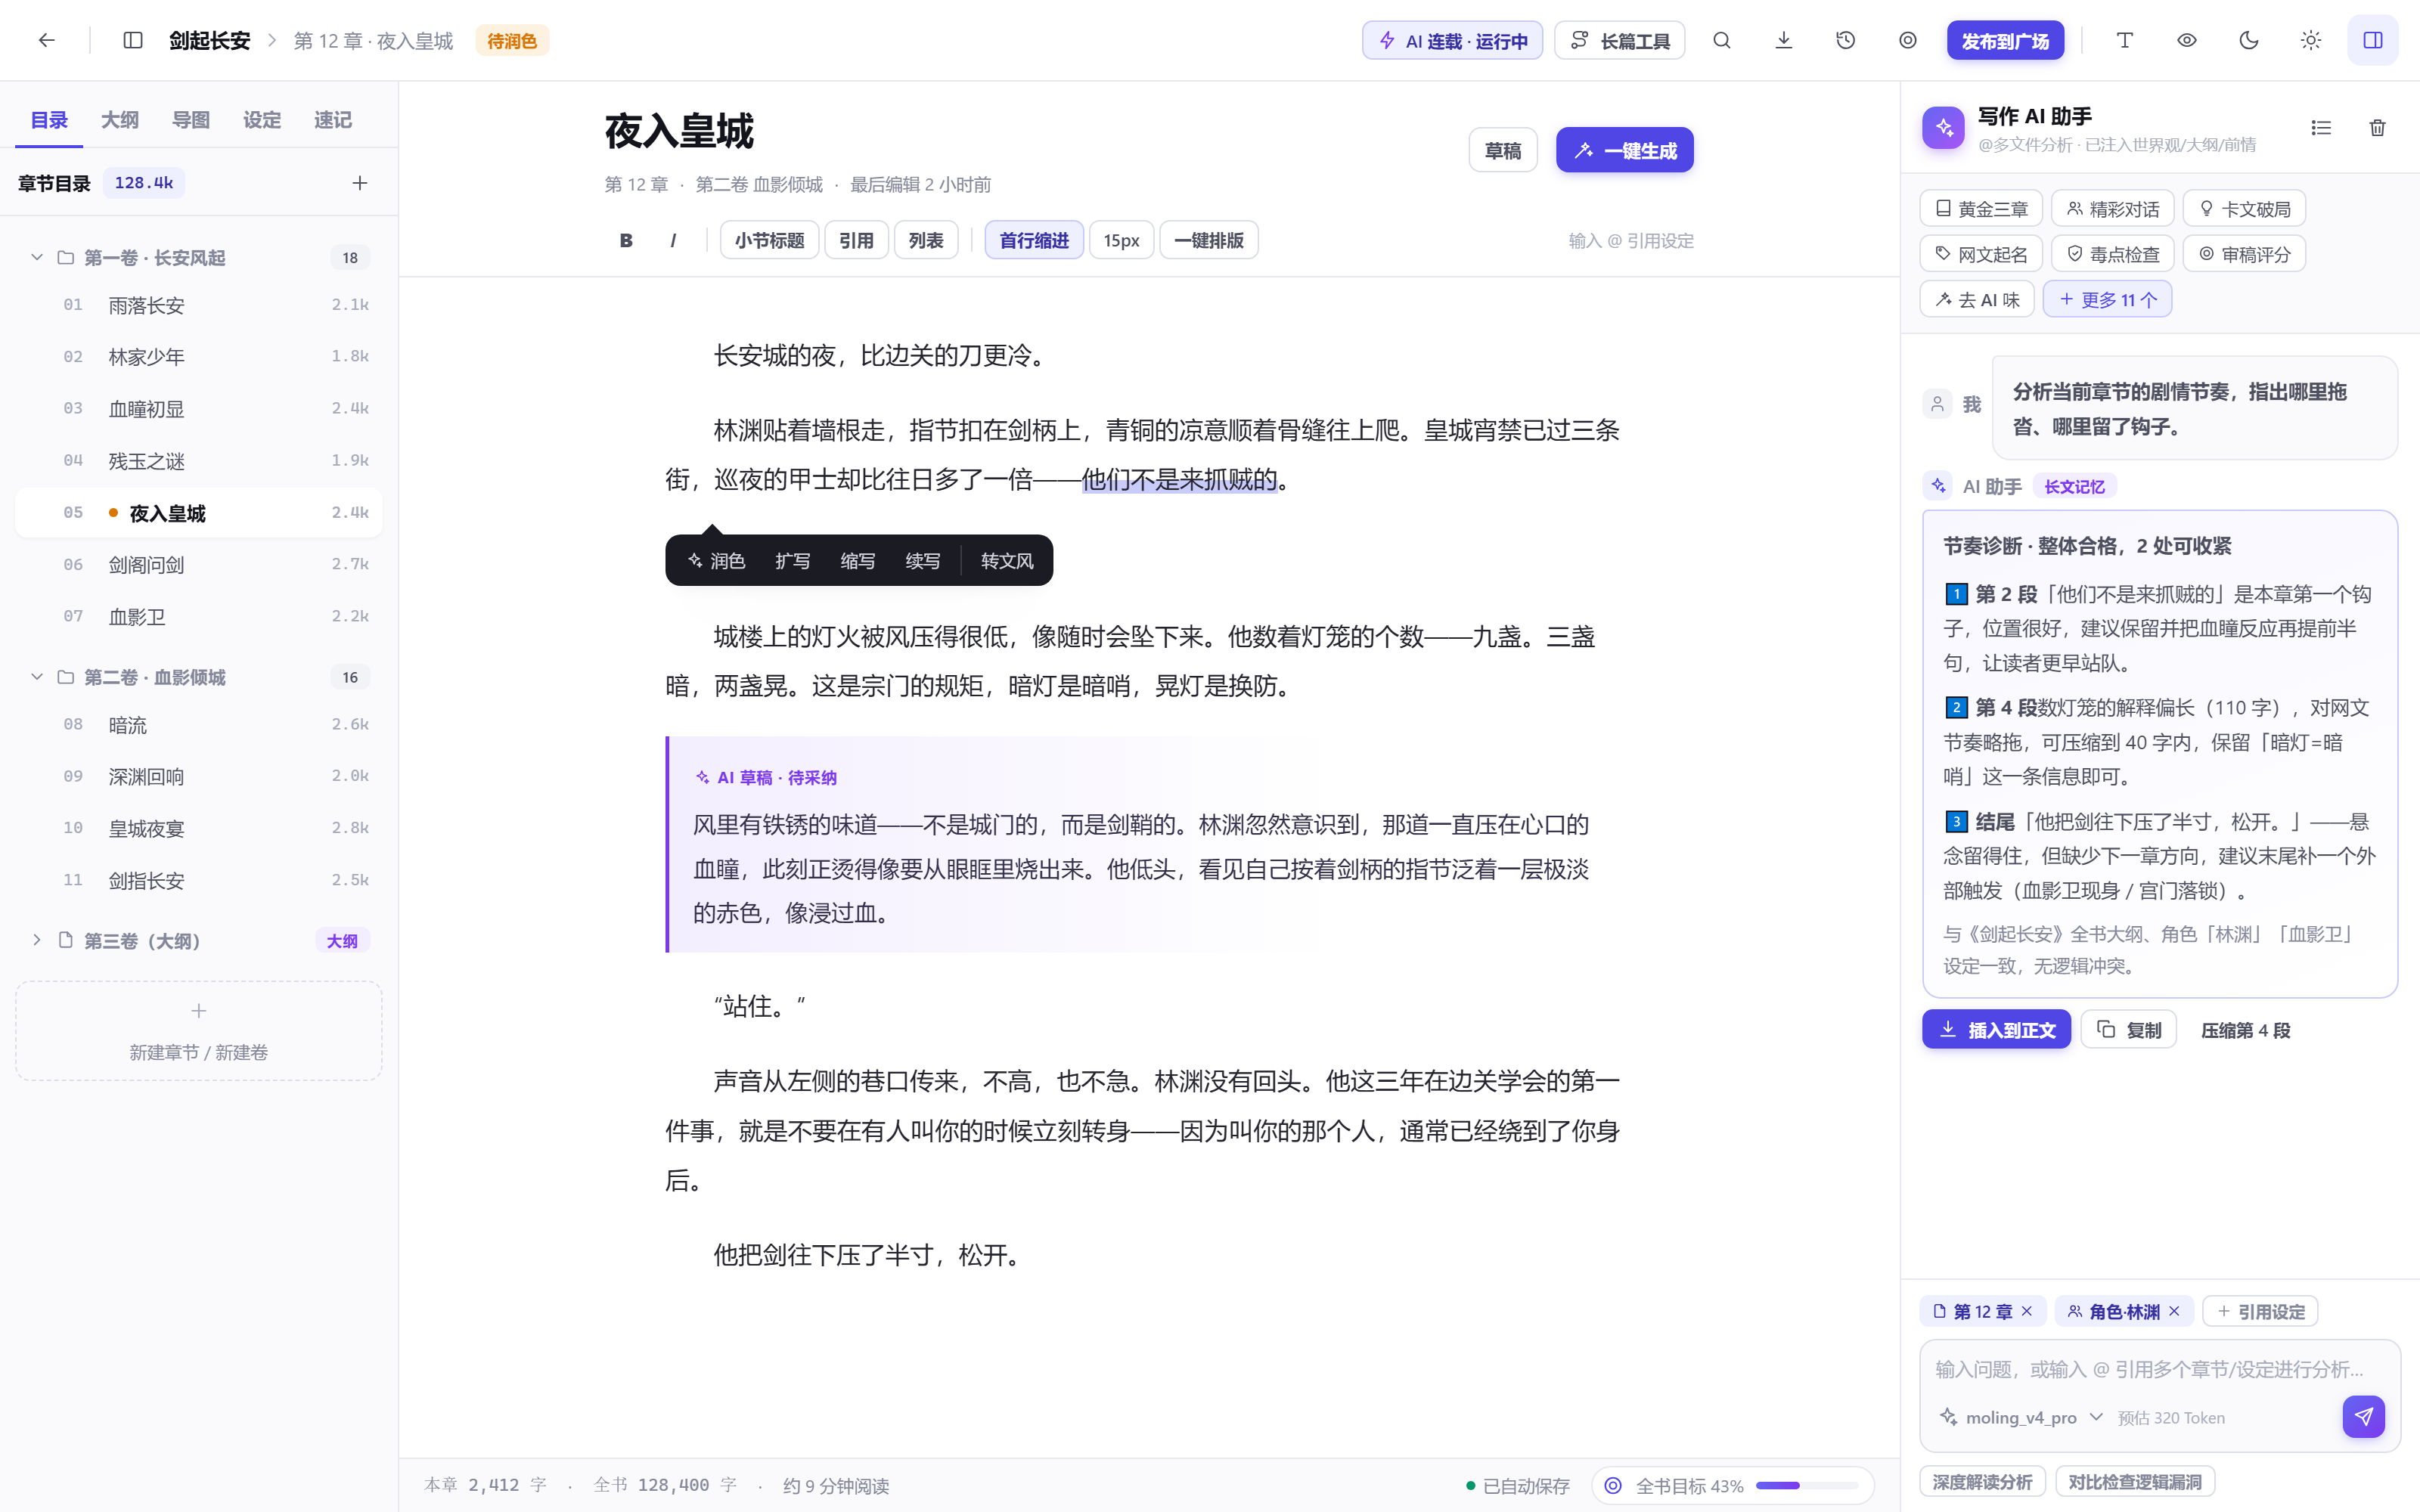 剑起长安
第 12 章 · 夜入皇城
待润色
AI 连载 · 运行中
长篇工具
发布到广场
目录
大纲
导图
设定
速记
章节目录
128.4k
第一卷 · 长安风起
18
01 雨落长安 2.1k
02 林家少年 1.8k
03 血瞳初显 2.4k
04 残玉之谜 1.9k
05 夜入皇城 2.4k
06 剑阁问剑 2.7k
07 血影卫 2.2k
第二卷 · 血影倾城
16
08 暗流 2.6k
09 深渊回响 2.0k
10 皇城夜宴 2.8k
11 剑指长安 2.5k
第三卷（大纲）
大纲
新建章节 / 新建卷
夜入皇城
第 12 章 · 第二卷 血影倾城 · 最后编辑 2 小时前
草稿
一键生成
B
I
小节标题
引用
列表
首行缩进
15px
一键排版
输入 @ 引用设定
长安城的夜，比边关的刀更冷。
林渊贴着墙根走，指节扣在剑柄上，青铜的凉意顺着骨缝往上爬。皇城宵禁已过三条
街，巡夜的甲士却比往日多了一倍——他们不是来抓贼的。
润色
扩写
缩写
续写
转文风
城楼上的灯火被风压得很低，像随时会坠下来。他数着灯笼的个数——九盏。三盏
暗，两盏晃。这是宗门的规矩，暗灯是暗哨，晃灯是换防。
AI 草稿 · 待采纳
风里有铁锈的味道——不是城门的，而是剑鞘的。林渊忽然意识到，那道一直压在心口的
血瞳，此刻正烫得像要从眼眶里烧出来。他低头，看见自己按着剑柄的指节泛着一层极淡
的赤色，像浸过血。
“站住。”
声音从左侧的巷口传来，不高，也不急。林渊没有回头。他这三年在边关学会的第一
件事，就是不要在有人叫你的时候立刻转身——因为叫你的那个人，通常已经绕到了你身
后。
他把剑往下压了半寸，松开。
本章 2,412 字 · 全书 128,400 字 · 约 9 分钟阅读
已自动保存
全书目标 43%
写作 AI 助手
@多文件分析 · 已注入世界观/大纲/前情
黄金三章
精彩对话
卡文破局
网文起名
毒点检查
审稿评分
去 AI 味
更多 11 个
我
分析当前章节的剧情节奏，指出哪里拖
沓、哪里留了钩子。
AI 助手
长文记忆
节奏诊断 · 整体合格，2 处可收紧
1 第 2 段「他们不是来抓贼的」是本章第一个钩
子，位置很好，建议保留并把血瞳反应再提前半
句，让读者更早站队。
2 第 4 段数灯笼的解释偏长（110 字），对网文
节奏略拖，可压缩到 40 字内，保留「暗灯=暗
哨」这一条信息即可。
3 结尾「他把剑往下压了半寸，松开。」——悬
念留得住，但缺少下一章方向，建议末尾补一个外
部触发（血影卫现身 / 宫门落锁）。
与《剑起长安》全书大纲、角色「林渊」「血影卫」
设定一致，无逻辑冲突。
插入到正文
复制
压缩第 4 段
第 12 章
角色·林渊
引用设定
输入问题，或输入 @ 引用多个章节/设定进行分析...
moling_v4_pro
预估 320 Token
深度解读分析
对比检查逻辑漏洞